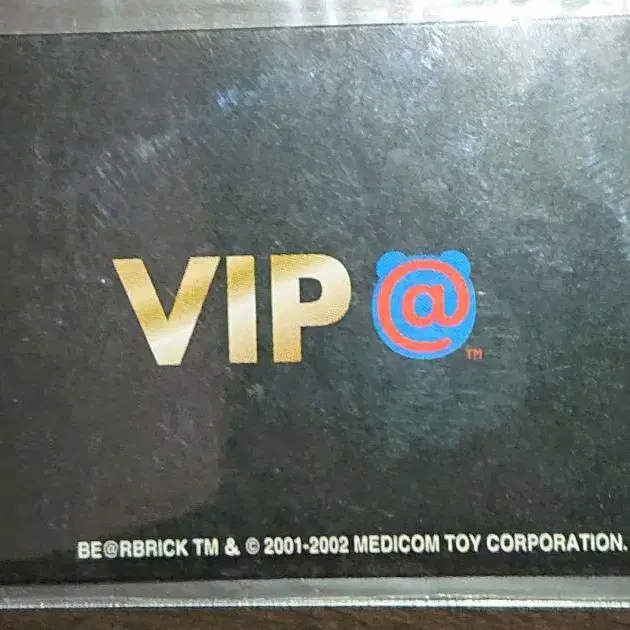 VIP @ TM
BE@RBRICK TM & © 2001-2002 MEDICOM TOY CORPORATION.